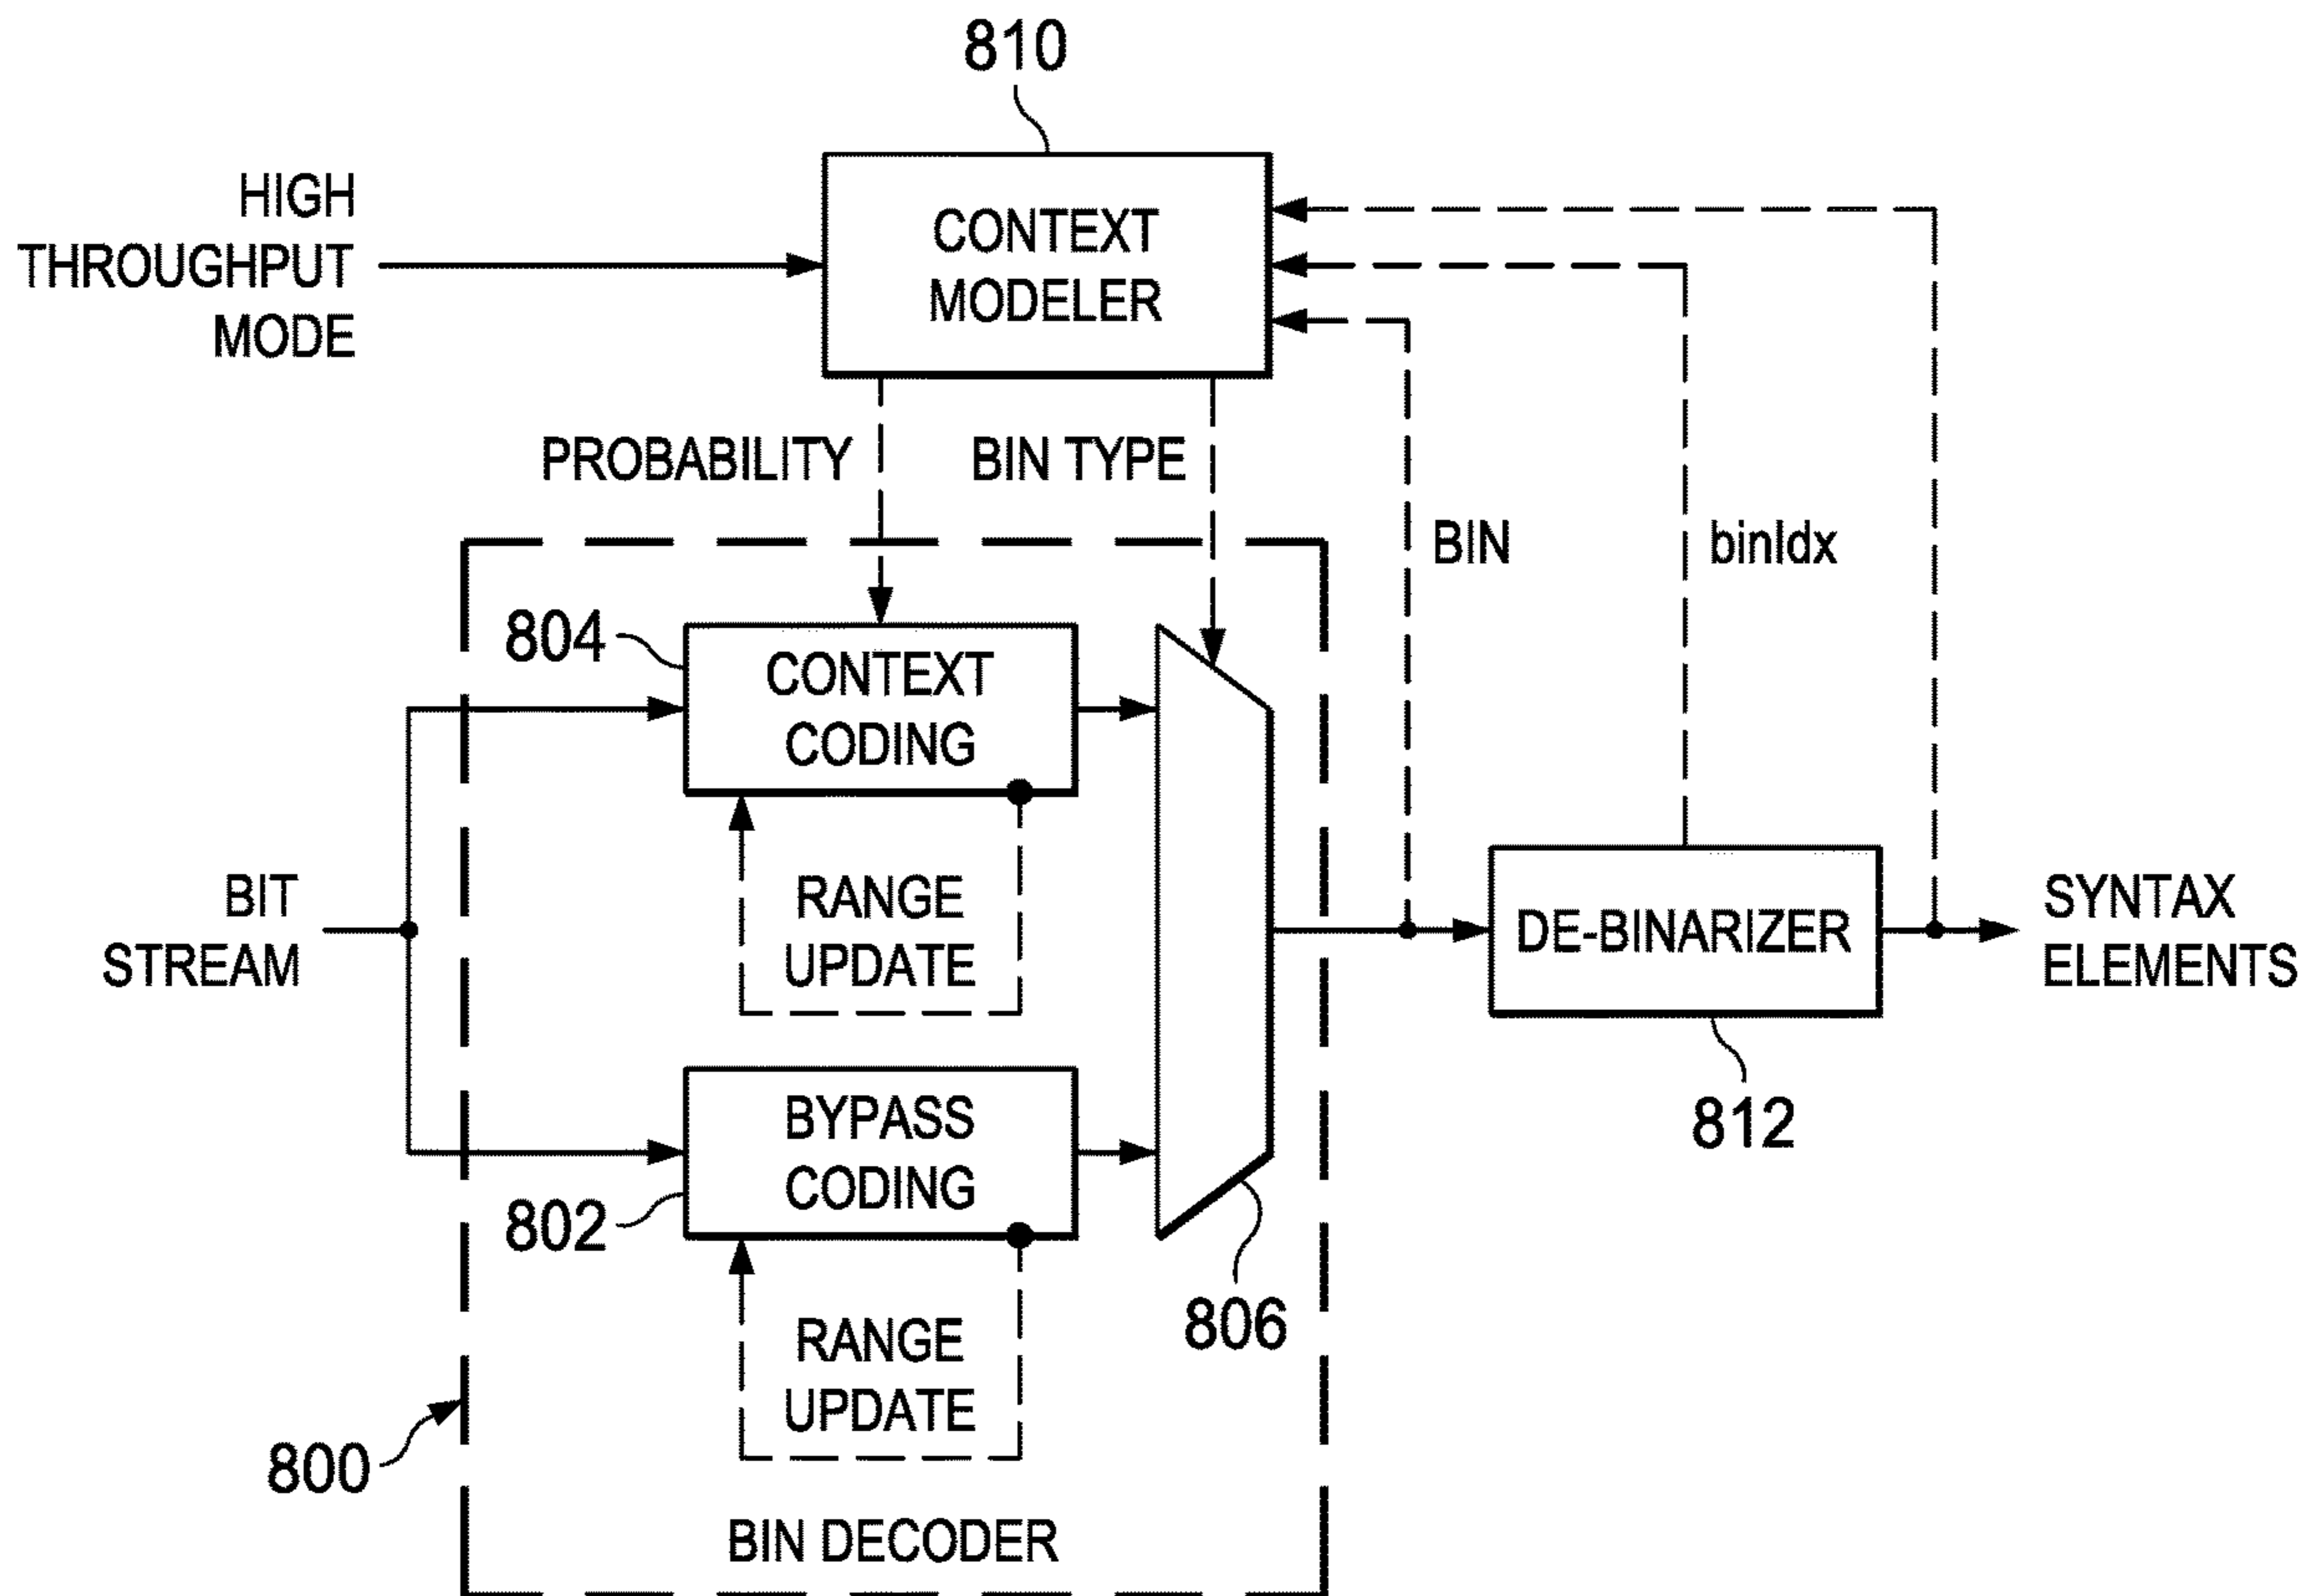 810
HIGH
THROUGHPUT
MODE
CONTEXT
MODELER
PROBABILITY
BIN TYPE
BIN
binIdx
804
CONTEXT
CODING
RANGE
UPDATE
BIT
STREAM
DE-BINARIZER
SYNTAX
ELEMENTS
812
BYPASS
CODING
802
806
RANGE
UPDATE
800
BIN DECODER